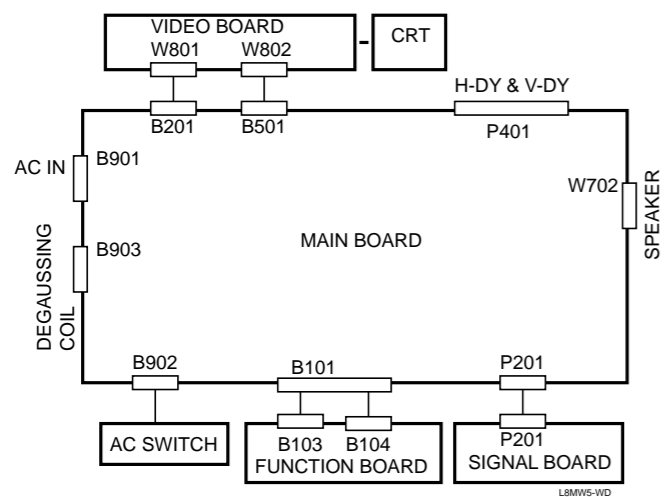 VIDEO BOARD
W801 W802
CRT
H-DY & V-DY
B201 B501 P401
AC IN B901
W702
SPEAKER
MAIN BOARD
B903
DEGAUSSING
COIL
B902 B101 P201
AC SWITCH
B103 B104
FUNCTION BOARD
P201
SIGNAL BOARD
L8MW5-WD